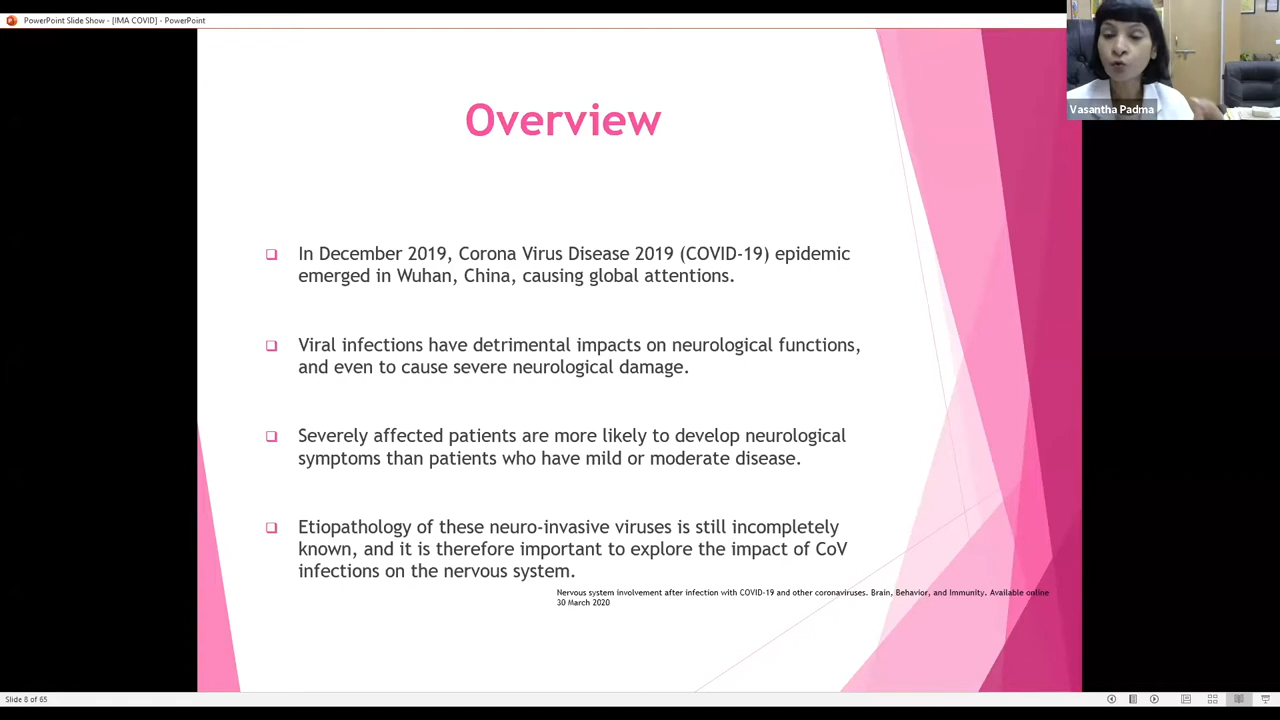 PowerPoint Slide Show - [IMA COVID] - PowerPoint
Vasantha Padma
Overview
In December 2019, Corona Virus Disease 2019 (COVID-19) epidemic
emerged in Wuhan, China, causing global attentions.
Viral infections have detrimental impacts on neurological functions,
and even to cause severe neurological damage.
Severely affected patients are more likely to develop neurological
symptoms than patients who have mild or moderate disease.
Etiopathology of these neuro-invasive viruses is still incompletely
known, and it is therefore important to explore the impact of CoV
infections on the nervous system.
Nervous system involvement after infection with COVID-19 and other coronaviruses. Brain, Behavior, and Immunity. Available online
30 March 2020
Slide 8 of 65